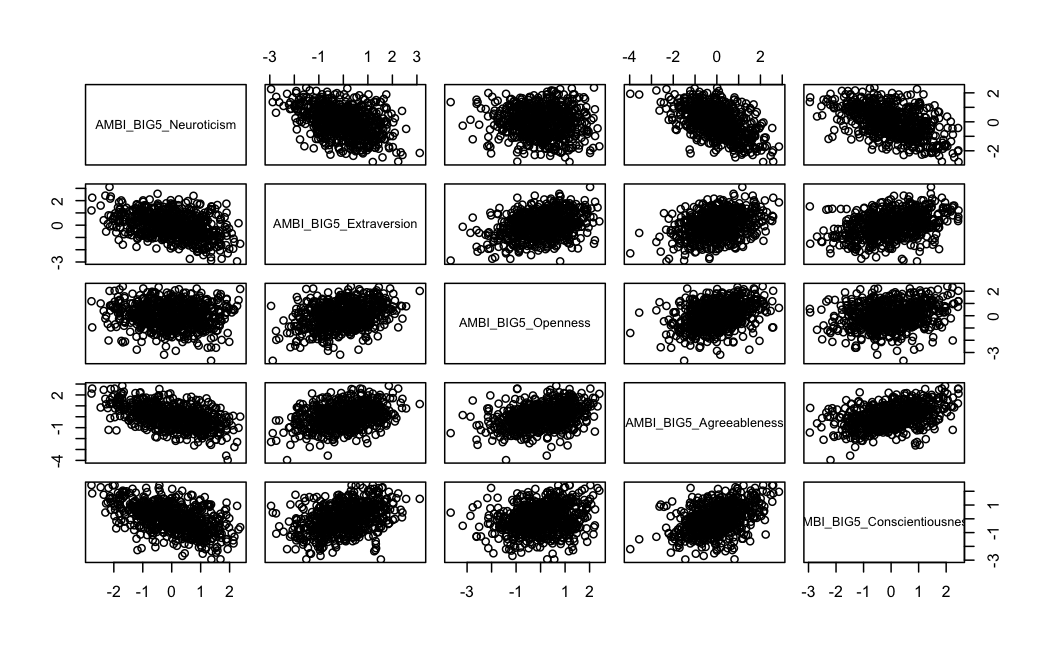 -3 -1 1 2 3 -4 -2 0 2
AMBI_BIG5_Neuroticism
-2 0 2
-3 0 2
AMBI_BIG5_Extraversion
AMBI_BIG5_Openness
-3 0 2
-4 -1 2
AMBI_BIG5_Agreeableness
MBI_BIG5_Conscientiousnes
-3 -1 1
-2 -1 0 1 2 -3 -1 1 2 -3 -2 -1 0 1 2